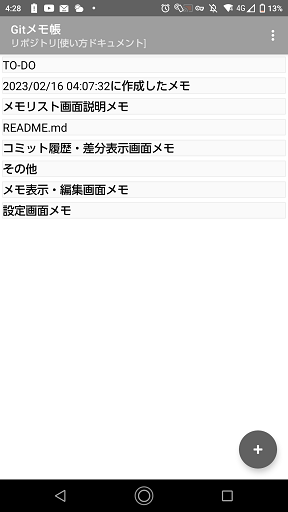 4:28
4G
13%
Gitメモ帳
リポジトリ[使い方ドキュメント]
TO-DO
2023/02/16 04:07:32に作成したメモ
メモリスト画面説明メモ
README.md
コミット履歴・差分表示画面メモ
その他
メモ表示・編集画面メモ
設定画面メモ
+